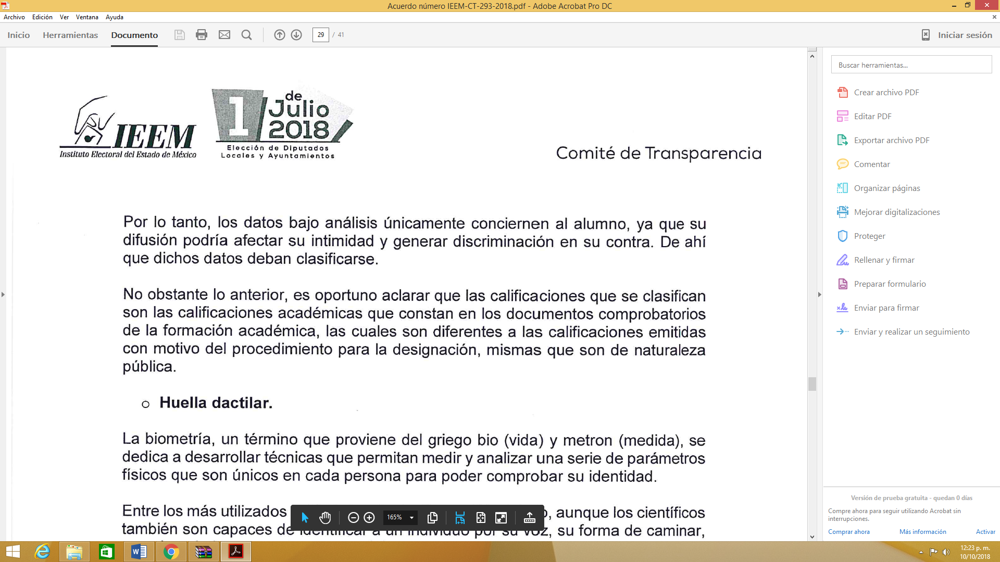 Acuerdo número IEEM-CT-293-2018.pdf - Adobe Acrobat Pro DC
Archivo Edición Ver Ventana Ayuda
Inicio Herramientas Documento 29 / 41 Iniciar sesión
Buscar herramientas...
Crear archivo PDF
Editar PDF
Exportar archivo PDF
Comentar
Organizar páginas
Mejorar digitalizaciones
Proteger
Rellenar y firmar
Preparar formulario
Enviar para firmar
Enviar y realizar un seguimiento
IEEM
Instituto Electoral del Estado de México
1 de
Julio
2018
Elección de Diputados
Locales y Ayuntamientos
Comité de Transparencia
Por lo tanto, los datos bajo análisis únicamente conciernen al alumno, ya que su
difusión podría afectar su intimidad y generar discriminación en su contra. De ahí
que dichos datos deban clasificarse.
No obstante lo anterior, es oportuno aclarar que las calificaciones que se clasifican
son las calificaciones académicas que constan en los documentos comprobatorios
de la formación académica, las cuales son diferentes a las calificaciones emitidas
con motivo del procedimiento para la designación, mismas que son de naturaleza
pública.
o Huella dactilar.
La biometría, un término que proviene del griego bio (vida) y metron (medida), se
dedica a desarrollar técnicas que permitan medir y analizar una serie de parámetros
físicos que son únicos en cada persona para poder comprobar su identidad.
Entre los más utilizados , aunque los científicos
también son capaces de identificar a un individuo por su voz, su forma de caminar,
165%
Versión de prueba gratuita - quedan 0 días
Compre ahora para seguir utilizando Acrobat sin
interrupciones.
Comprar ahora Más información Activar
12:23 p. m.
10/10/2018